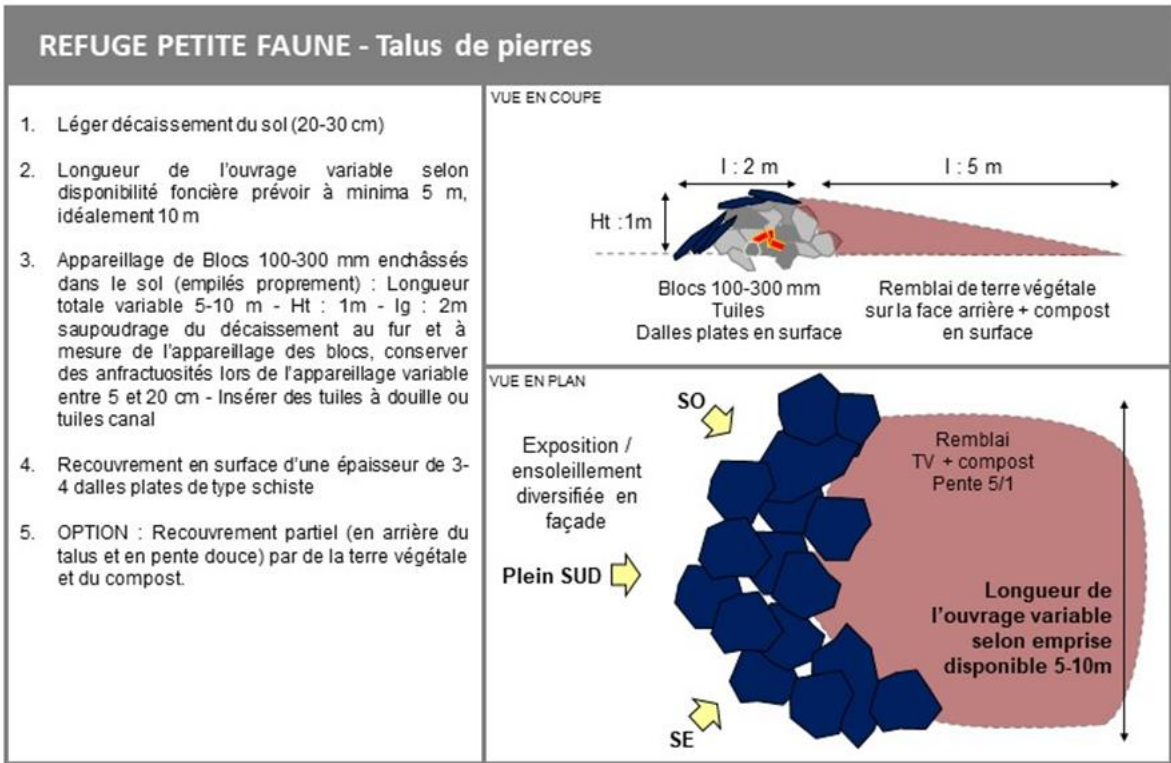 REFUGE PETITE FAUNE - Talus de pierres
1. Léger décaissement du sol (20-30 cm)
2. Longueur de l'ouvrage variable selon
disponibilité foncière prévoir à minima 5 m,
idéalement 10 m
3. Appareillage de Blocs 100-300 mm enchâssés
dans le sol (empilés proprement) : Longueur
totale variable 5-10 m - Ht : 1m - lg : 2m
saupoudrage du décaissement au fur et à
mesure de l'appareillage des blocs, conserver
des anfractuosités lors de l'appareillage variable
entre 5 et 20 cm - Insérer des tuiles à douille ou
tuiles canal
4. Recouvrement en surface d'une épaisseur de 3-
4 dalles plates de type schiste
5. OPTION : Recouvrement partiel (en arrière du
talus et en pente douce) par de la terre végétale
et du compost.
VUE EN COUPE
l : 2 m
l : 5 m
Ht :1m
Blocs 100-300 mm
Tuiles
Dalles plates en surface
Remblai de terre végétale
sur la face arrière + compost
en surface
VUE EN PLAN
SO
Exposition /
ensoleillement
diversifiée en
façade
Plein SUD
SE
Remblai
TV + compost
Pente 5/1
Longueur de
l'ouvrage variable
selon emprise
disponible 5-10m